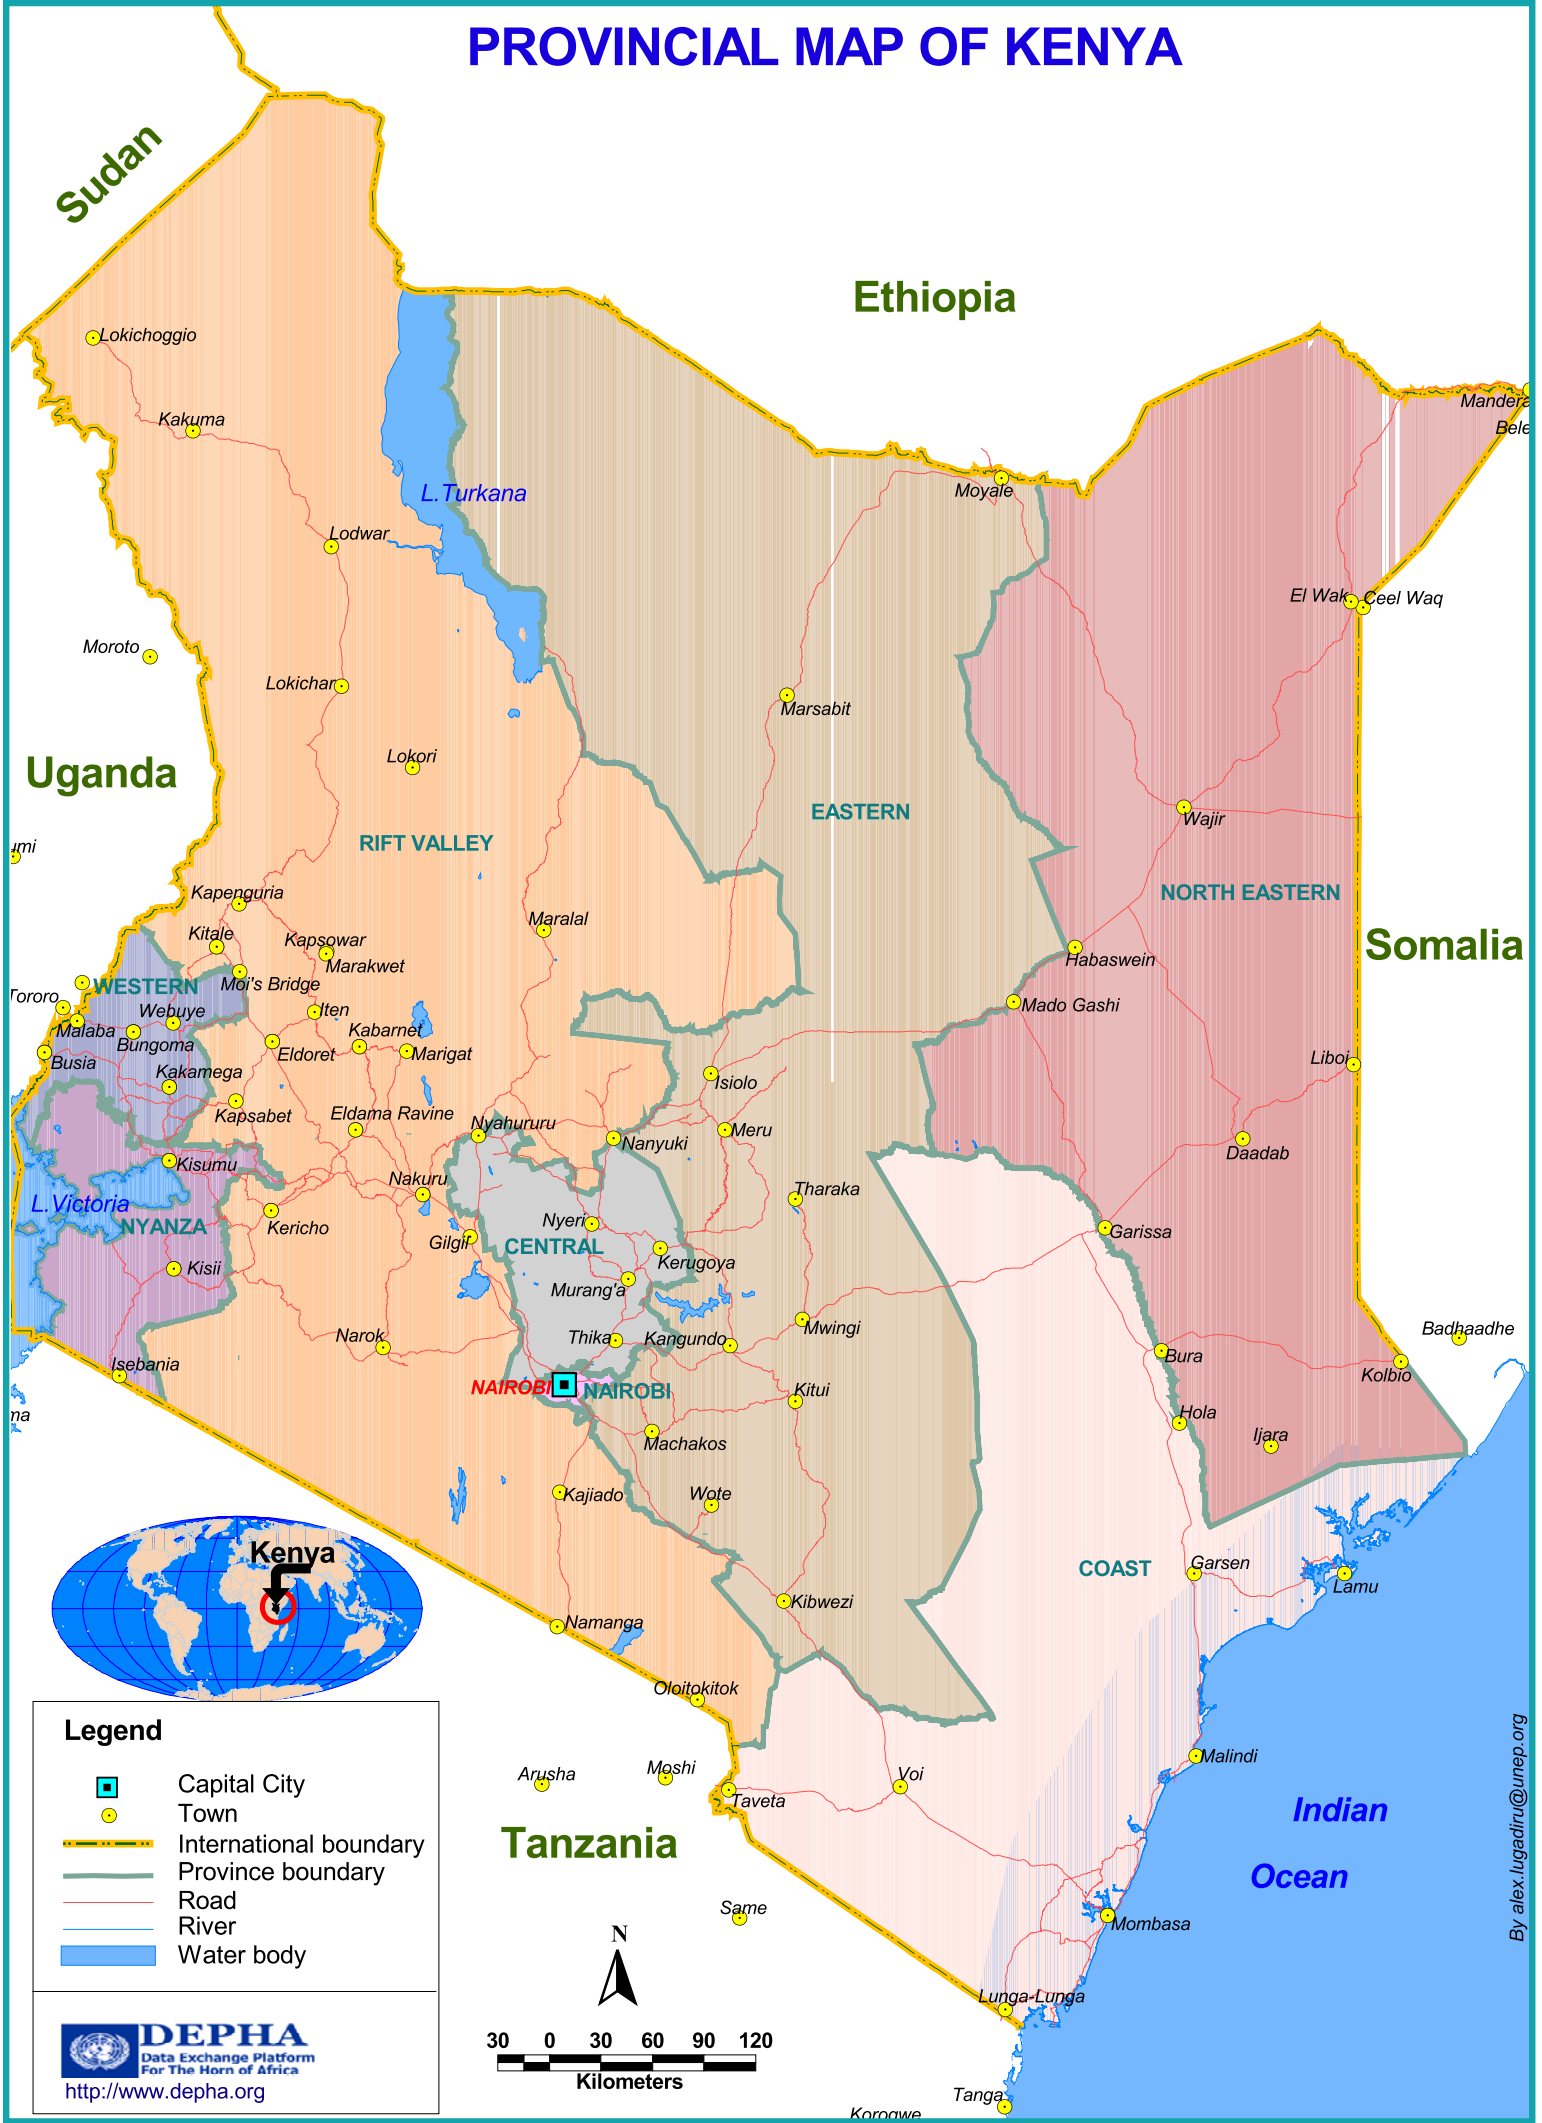 PROVINCIAL MAP OF KENYA
Sudan
Ethiopia
Lokichoggio
Mandera
Kakuma
L.Turkana
Moyale
Lodwar
El Wak
Ceel Waq
Moroto
Lokichar
Marsabit
Lokori
Uganda
EASTERN
Wajir
RIFT VALLEY
NORTH EASTERN
Kapenguria
Maralal
Kitale
Kapsowar
Somalia
Habaswein
Marakwet
Moi's Bridge
WESTERN
Tororo
Webuye
Iten
Mado Gashi
Malaba
Bungoma
Kabarnet
Eldoret
Marigat
Busia
Liboi
Kakamega
Isiolo
Kapsabet
Eldama Ravine
Nyahururu
Nanyuki
Meru
Daadab
Kisumu
Nakuru
Tharaka
L.Victoria
NYANZA
Kericho
Nyeri
Garissa
Gilgil
CENTRAL
Kerugoya
Kisii
Murang'a
Narok
Thika
Kangundo
Mwingi
Badhaadhe
Bura
Isebania
Kolbio
NAIROBI
NAIROBI
Kitui
Hola
Ijara
Machakos
Kajiado
Wote
Kenya
COAST
Garsen
Lamu
Kibwezi
Namanga
Oloitokitok
Malindi
Arusha
Moshi
Voi
Taveta
Indian
Ocean
Tanzania
Same
Mombasa
Lunga-Lunga
Tanga
Korogwe
By alex.lugadiru@unep.org
Legend
Capital City
Town
International boundary
Province boundary
Road
River
Water body
DEPHA
Data Exchange Platform
For The Horn of Africa
http://www.depha.org
N
30 0 30 60 90 120
Kilometers